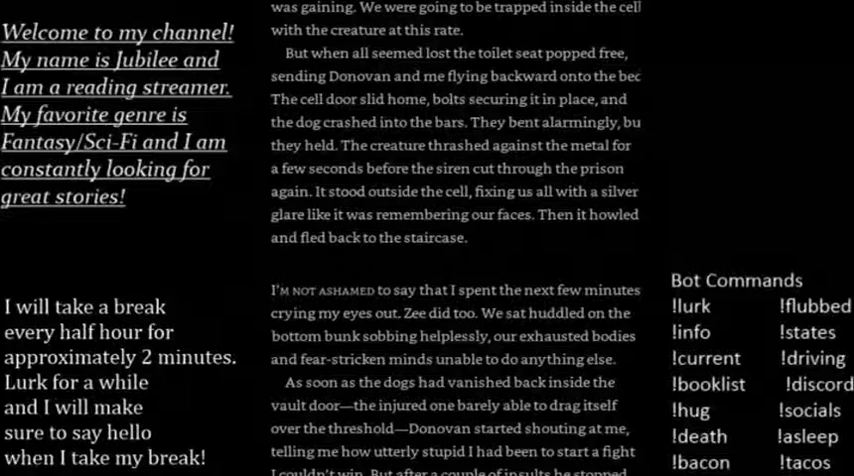 Welcome to my channel!
My name is Jubilee and
I am a reading streamer.
My favorite genre is
Fantasy/Sci-Fi and I am
constantly looking for
great stories!
I will take a break
every half hour for
approximately 2 minutes.
Lurk for a while
and I will make
sure to say hello
when I take my break!
was gaining. We were going to be trapped inside the cell
with the creature at this rate.
But when all seemed lost the toilet seat popped free,
sending Donovan and me flying backward onto the bed
The cell door slid home, bolts securing it in place, and
the dog crashed into the bars. They bent alarmingly, bu
they held. The creature thrashed against the metal for
a few seconds before the siren cut through the prison
again. It stood outside the cell, fixing us all with a silver
glare like it was remembering our faces. Then it howled
and fled back to the staircase.
I'M NOT ASHAMED to say that I spent the next few minutes
crying my eyes out. Zee did too. We sat huddled on the
bottom bunk sobbing helplessly, our exhausted bodies
and fear-stricken minds unable to do anything else.
As soon as the dogs had vanished back inside the
vault door—the injured one barely able to drag itself
over the threshold—Donovan started shouting at me,
telling me how utterly stupid I had been to start a fight
I couldn't win. But after a couple of insults he stopped
Bot Commands
!lurk !flubbed
!info !states
!current !driving
!booklist !discord
!hug !socials
!death !asleep
!bacon !tacos